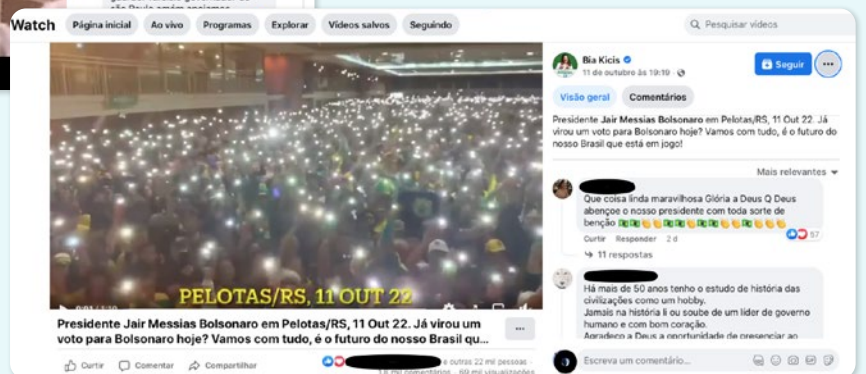 Watch
Página inicial
Ao vivo
Programas
Explorar
Vídeos salvos
Seguindo
Pesquisar vídeos
PELOTAS/RS, 11 OUT 22
Presidente Jair Messias Bolsonaro em Pelotas/RS, 11 Out 22. Já virou um
voto para Bolsonaro hoje? Vamos com tudo, é o futuro do nosso Brasil qu...
Curtir
Comentar
Compartilhar
e outras 22 mil pessoas
comentários · 69 mil visualizações
Bia Kicis
11 de outubro às 19:19 ·
Seguir
Visão geral
Comentários
Presidente Jair Messias Bolsonaro em Pelotas/RS, 11 Out 22. Já
virou um voto para Bolsonaro hoje? Vamos com tudo, é o futuro do
nosso Brasil que está em jogo!
Mais relevantes
Que coisa linda maravilhosa Glória a Deus Q Deus
abençoe o nosso presidente com toda sorte de
benção
57
Curtir Responder 2 d
11 respostas
Há mais de 50 anos tenho o estudo de história das
civilizações como um hobby.
Jamais na história li ou soube de um líder de governo
humano e com bom coração.
Agradeço a Deus a oportunidade de presenciar ao
Escreva um comentário...